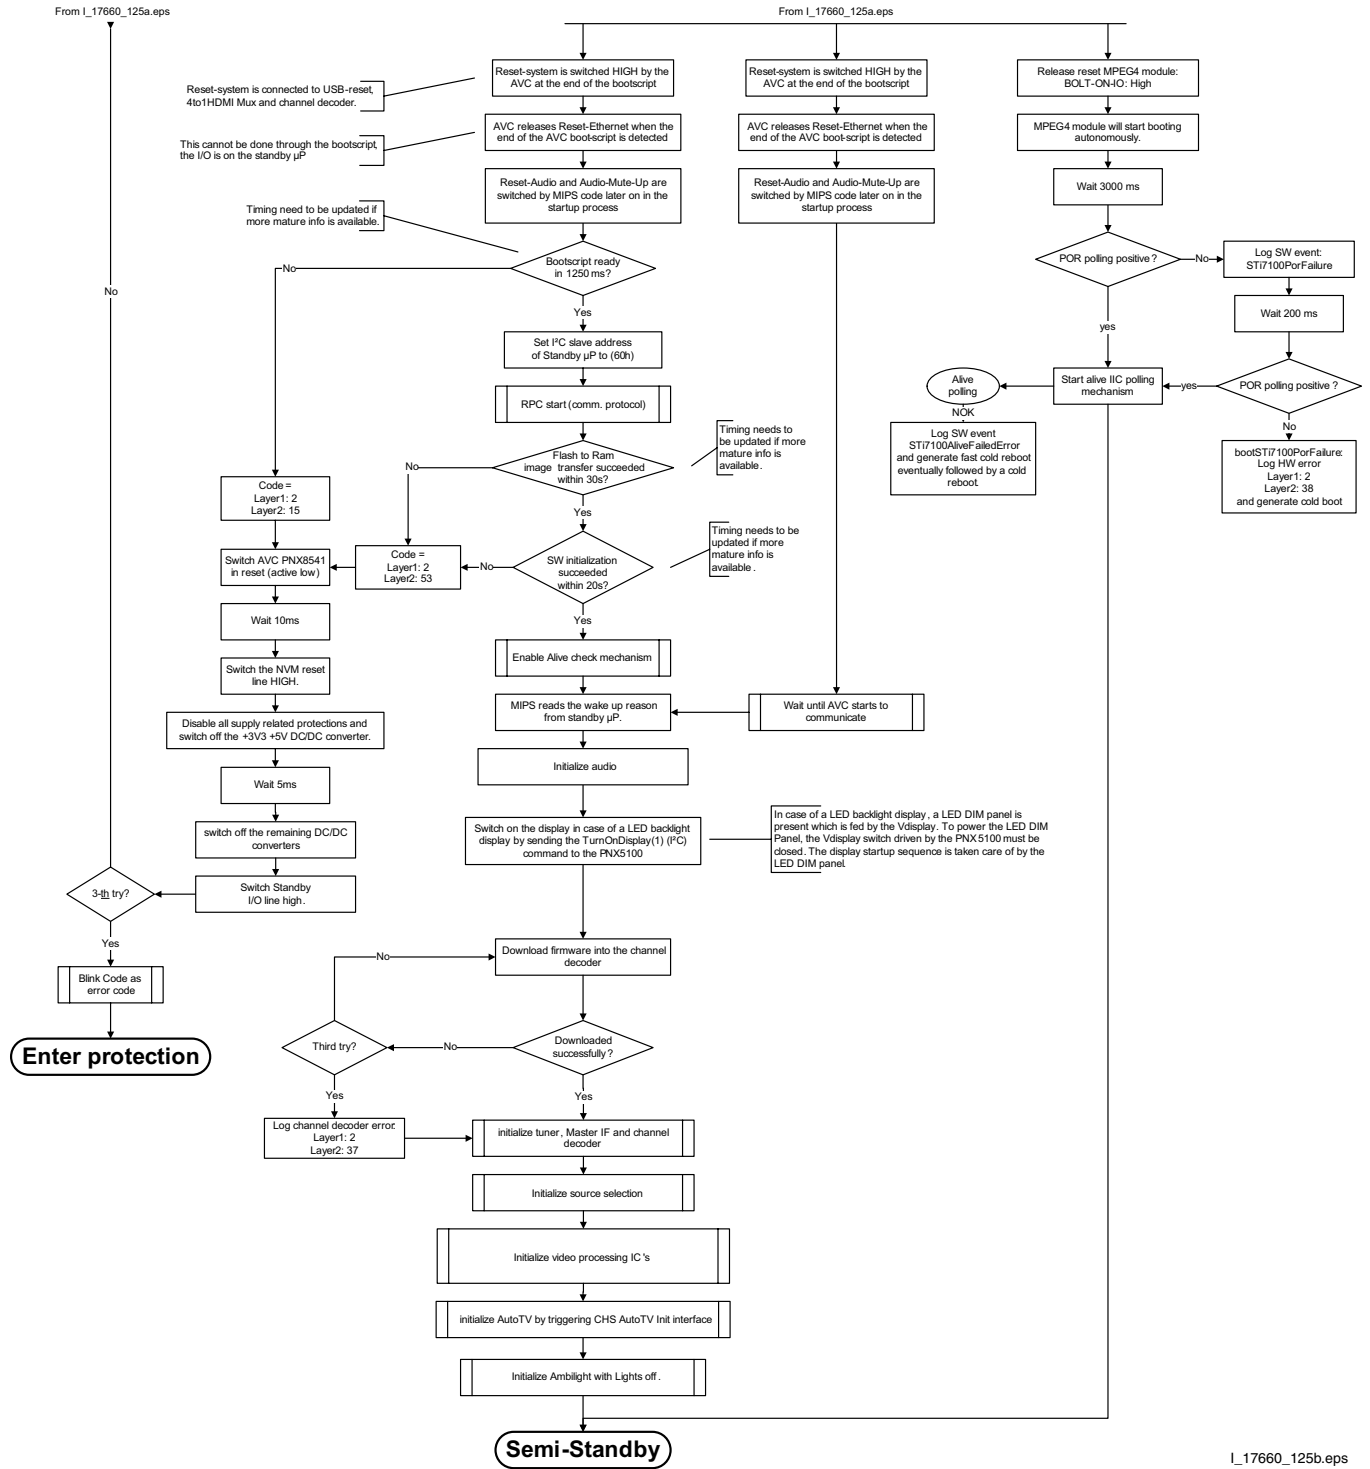 From I_17660_125a.eps
From I_17660_125a.eps
Reset-system is connected to USB-reset,
4to1HDMI Mux and channel decoder.
Reset-system is switched HIGH by the
AVC at the end of the bootscript
Reset-system is switched HIGH by the
AVC at the end of the bootscript
Release reset MPEG4 module:
BOLT-ON-IO: High
This cannot be done through the bootscript,
the I/O is on the standby µP
AVC releases Reset-Ethernet when the
end of the AVC boot-script is detected
AVC releases Reset-Ethernet when the
end of the AVC boot-script is detected
MPEG4 module will start booting
autonomously.
Reset-Audio and Audio-Mute-Up are
switched by MIPS code later on in the
startup process
Reset-Audio and Audio-Mute-Up are
switched by MIPS code later on in the
startup process
Wait 3000 ms
Timing need to be updated if
more mature info is available.
Bootscript ready
in 1250 ms?
No
Yes
No
POR polling positive ?
No
yes
Log SW event:
STi7100PorFailure
Wait 200 ms
Set I²C slave address
of Standby µP to (60h)
POR polling positive ?
yes
No
Start alive IIC polling
mechanism
Alive
polling
NOK
Log SW event
STi7100AliveFailedError
and generate fast cold reboot
eventually followed by a cold
reboot.
bootSTi7100PorFailure:
Log HW error
Layer1: 2
Layer2: 38
and generate cold boot
RPC start (comm. protocol)
Timing needs to
be updated if more
mature info is
available.
Flash to Ram
image transfer succeeded
within 30s?
No
Yes
Code =
Layer1: 2
Layer2: 15
Timing needs to be
updated if more
mature info is
available.
SW initialization
succeeded
within 20s?
No
Yes
Code =
Layer1: 2
Layer2: 53
Switch AVC PNX8541
in reset (active low)
Wait 10ms
Switch the NVM reset
line HIGH.
Disable all supply related protections and
switch off the +3V3 +5V DC/DC converter.
Wait 5ms
switch off the remaining DC/DC
converters
Switch Standby
I/O line high.
3-th try?
Yes
Blink Code as
error code
Enter protection
Enable Alive check mechanism
MIPS reads the wake up reason
from standby µP.
Wait until AVC starts to
communicate
Initialize audio
Switch on the display in case of a LED backlight
display by sending the TurnOnDisplay(1) (I²C)
command to the PNX5100
In case of a LED backlight display, a LED DIM panel is
present which is fed by the Vdisplay. To power the LED DIM
Panel, the Vdisplay switch driven by the PNX5100 must be
closed. The display startup sequence is taken care of by the
LED DIM panel.
Download firmware into the channel
decoder
No
Third try?
No
Downloaded
successfully ?
Yes
Yes
Log channel decoder error:
Layer1: 2
Layer2: 37
initialize tuner, Master IF and channel
decoder
Initialize source selection
Initialize video processing IC's
initialize AutoTV by triggering CHS AutoTV Init interface
Initialize Ambilight with Lights off.
Semi-Standby
I_17660_125b.eps